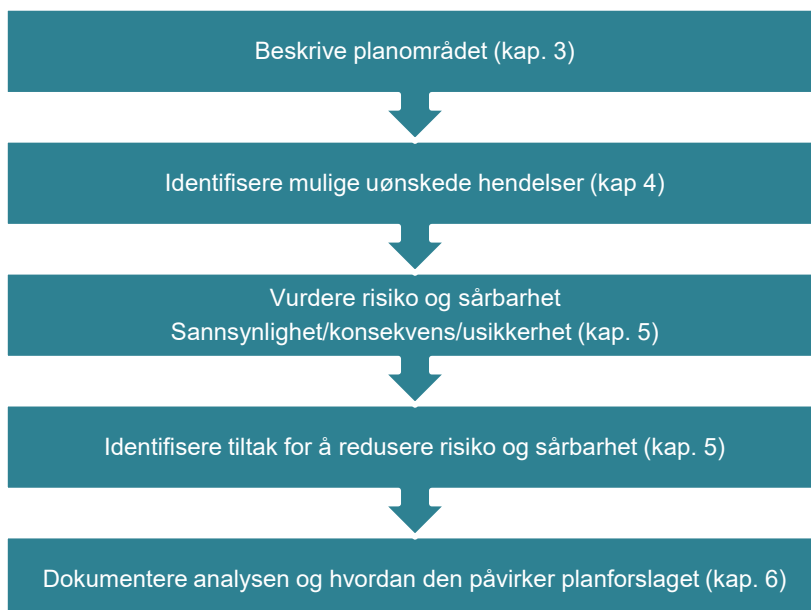 Beskrive planområdet (kap. 3)
Identifisere mulige uønskede hendelser (kap 4)
Vurdere risiko og sårbarhet
Sannsynlighet/konsekvens/usikkerhet (kap. 5)
Identifisere tiltak for å redusere risiko og sårbarhet (kap. 5)
Dokumentere analysen og hvordan den påvirker planforslaget (kap. 6)